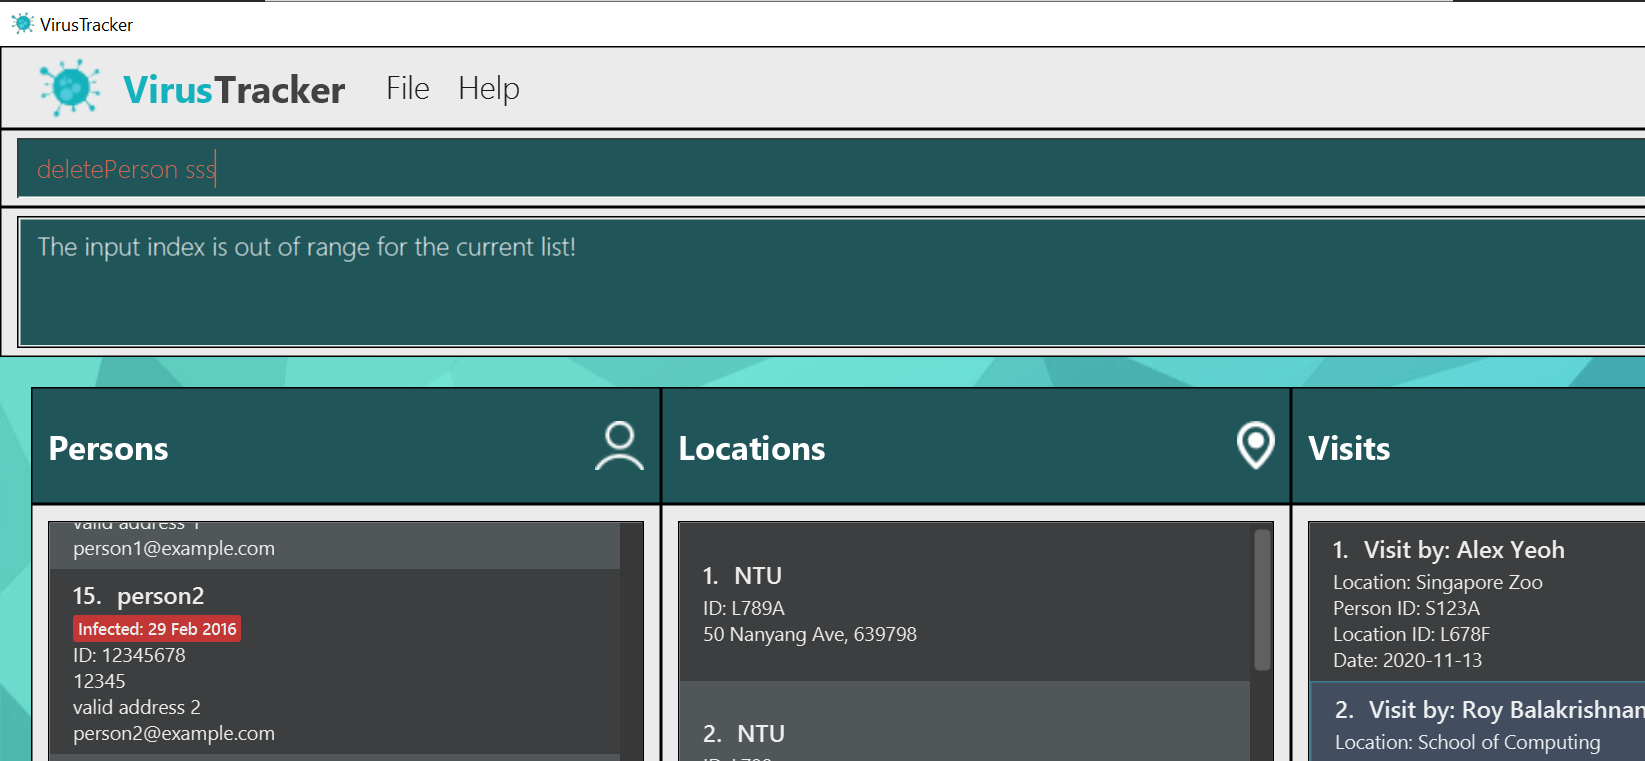 VirusTracker
VirusTracker File Help
deletePerson sss
The input index is out of range for the current list!
Persons
valid address 1
person1@example.com
15. person2
Infected: 29 Feb 2016
ID: 12345678
12345
valid address 2
person2@example.com
Locations
1. NTU
ID: L789A
50 Nanyang Ave, 639798
2. NTU
Visits
1. Visit by: Alex Yeoh
Location: Singapore Zoo
Person ID: S123A
Location ID: L678F
Date: 2020-11-13
2. Visit by: Roy Balakrishnan
Location: School of Computing